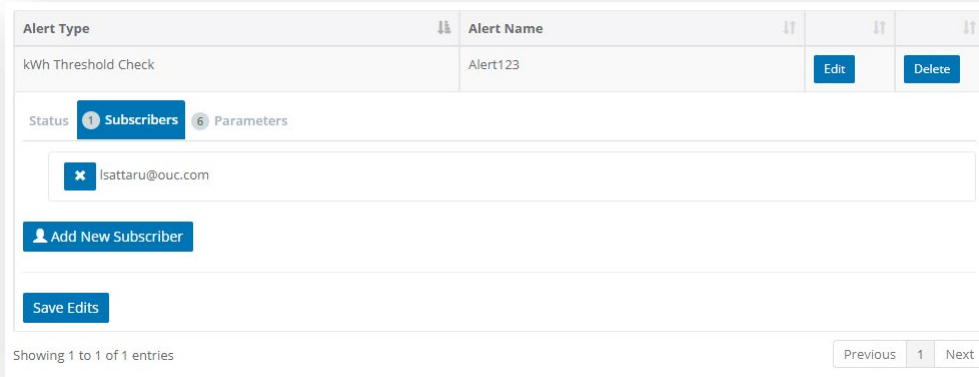 Alert Type Alert Name
kWh Threshold Check Alert123 Edit Delete
Status 1 Subscribers 6 Parameters
lsattaru@ouc.com
Add New Subscriber
Save Edits
Showing 1 to 1 of 1 entries Previous 1 Next